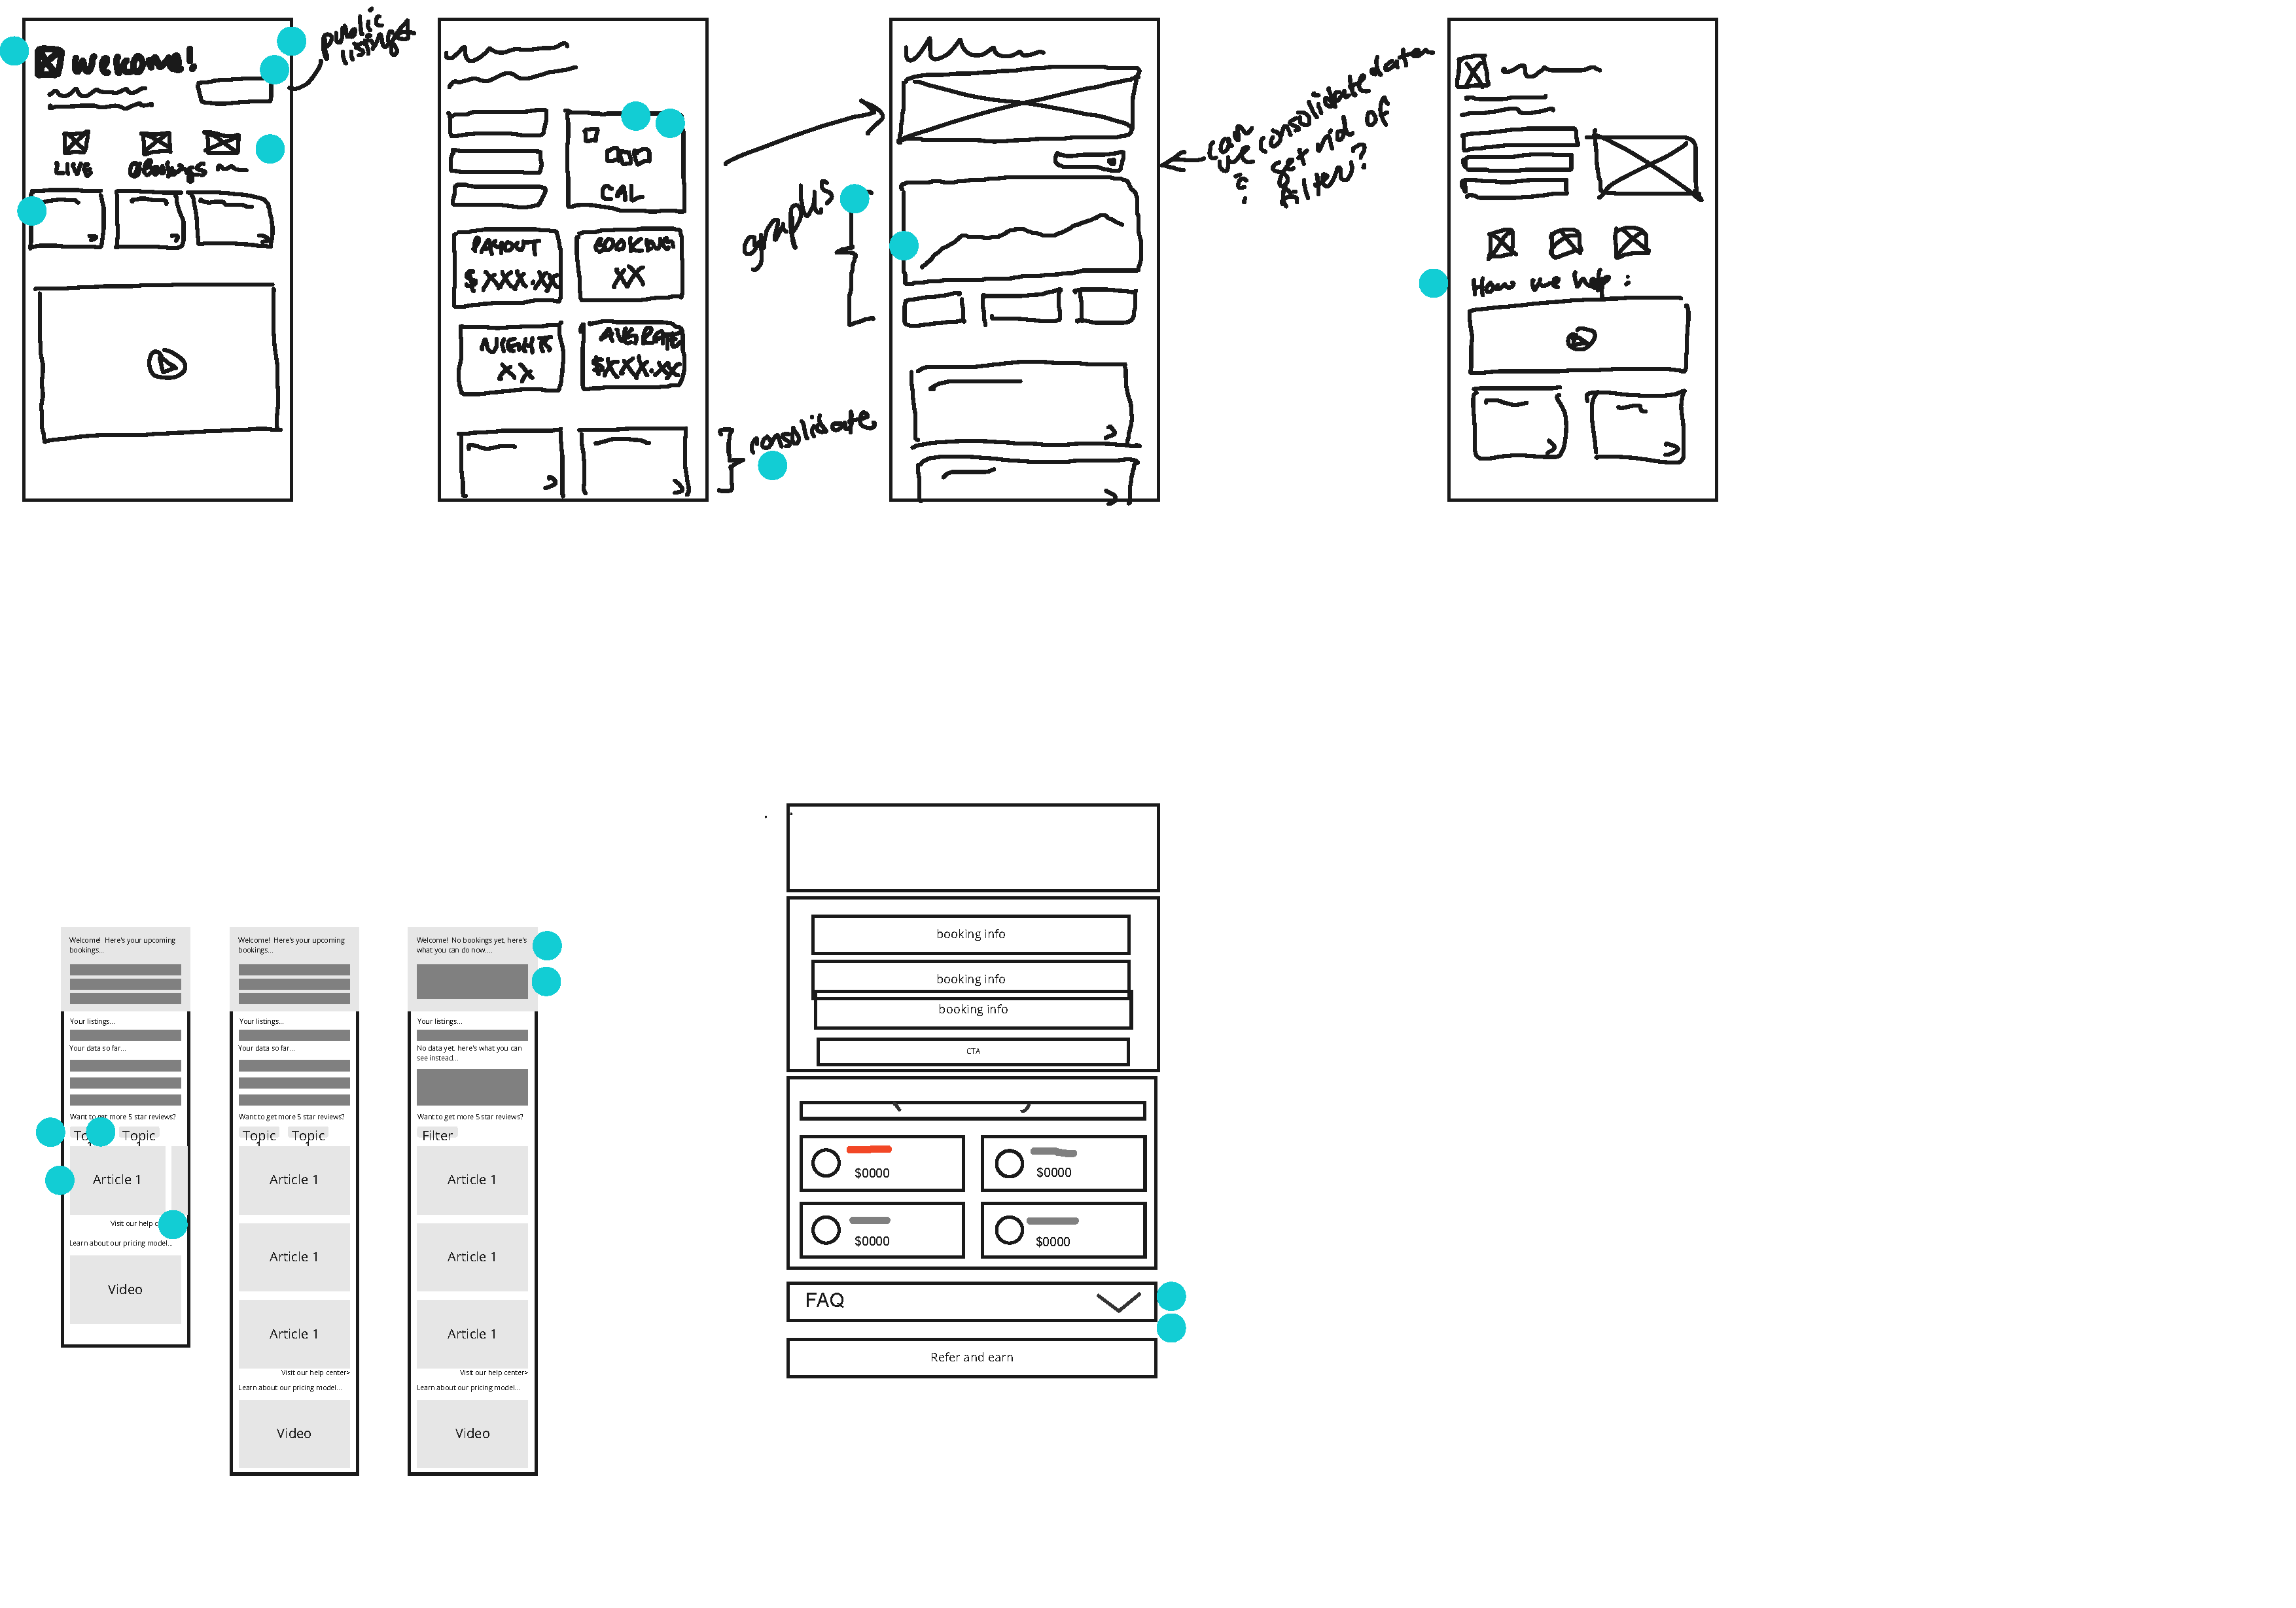 welcome!
public
listings
LIVE
Bookings
CAL
PAYOUT
$XXX.XX
BOOKING
XX
NIGHTS
XX
AVG RATE
$XXX.XX
consolidate
graphs
can
we consolidate data
& get rid of
filter?
How we help:
Welcome! Here's your upcoming
bookings...
Your listings...
Your data so far...
Want to get more 5 star reviews?
Topic
1
Article 1
Visit our help
Learn about our pricing model...
Video
Welcome! Here's your upcoming
bookings...
Your listings...
Your data so far...
Want to get more 5 star reviews?
Topic
1
Topic
1
Article 1
Article 1
Article 1
Visit our help center>
Learn about our pricing model...
Video
Welcome! No bookings yet, here's
what you can do now....
Your listings...
No data yet. here's what you can
see instead...
Want to get more 5 star reviews?
Filter
Article 1
Article 1
Article 1
Visit our help center>
Learn about our pricing model...
Video
booking info
booking info
booking info
CTA
$0000
$0000
$0000
$0000
FAQ
Refer and earn